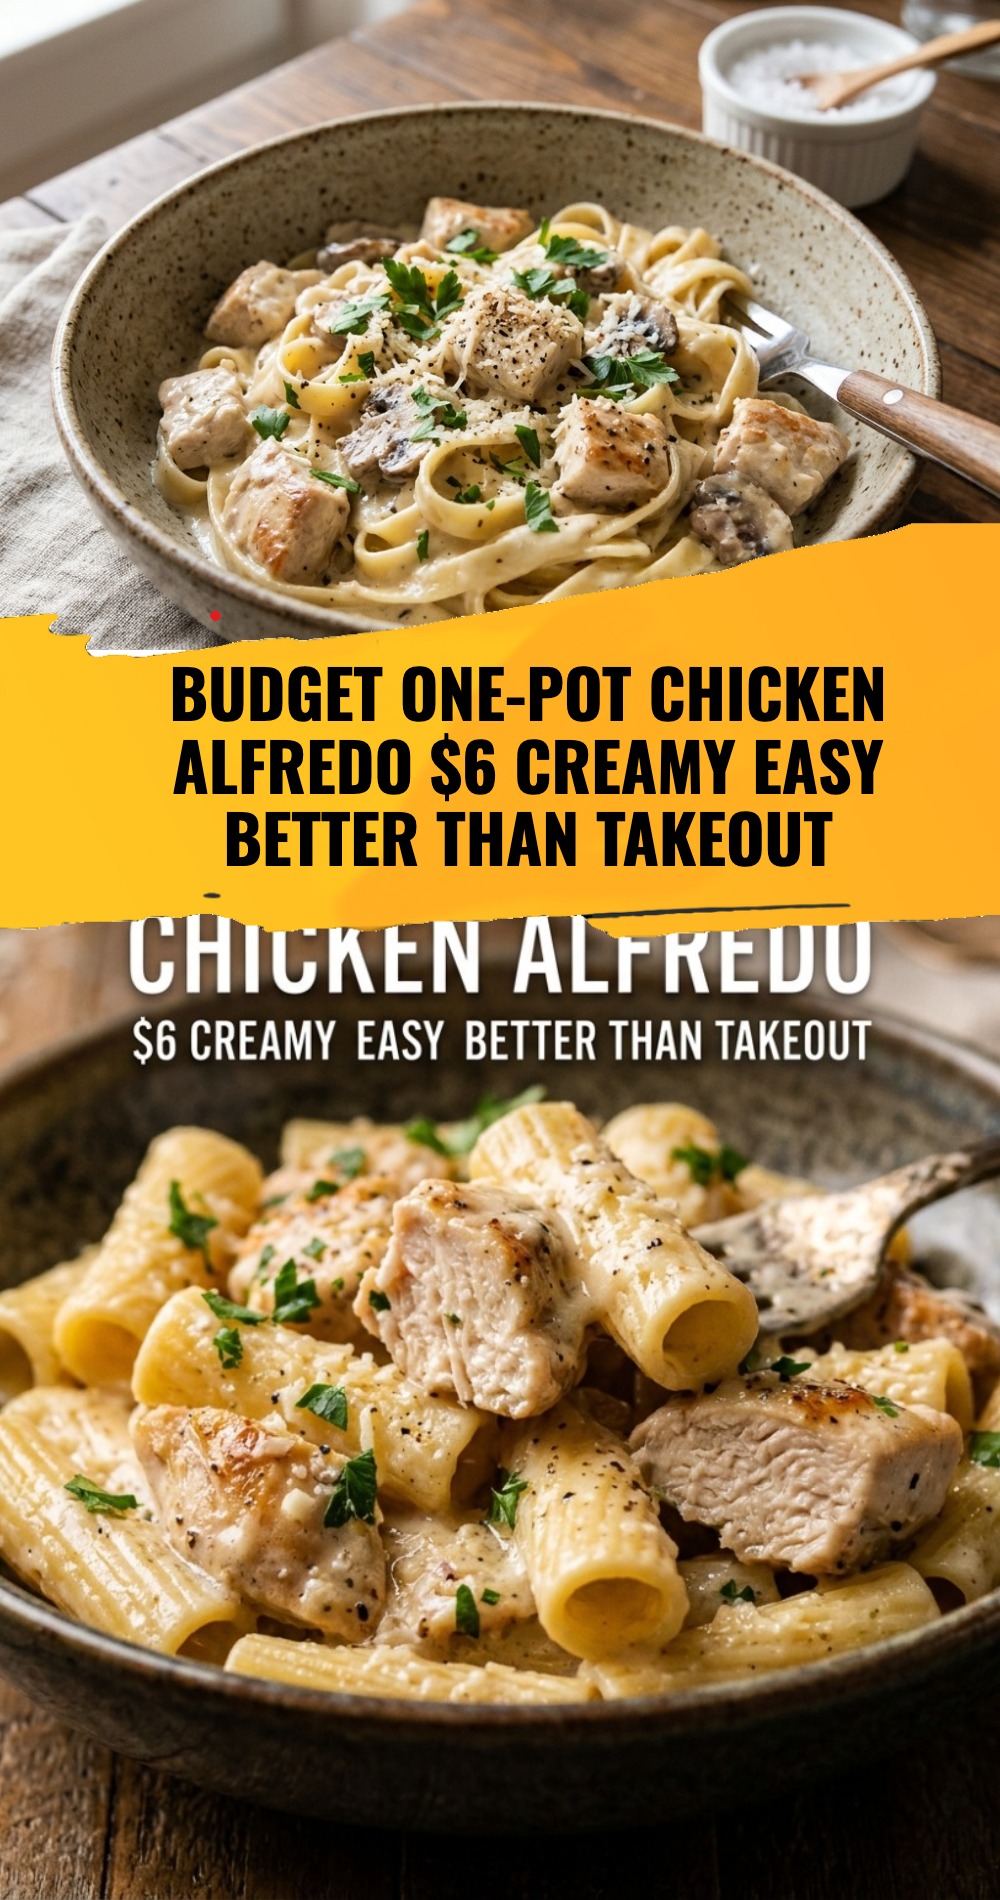 BUDGET ONE-POT CHICKEN
ALFREDO $6 CREAMY EASY
BETTER THAN TAKEOUT
CHICKEN ALFREDO
$6 CREAMY EASY BETTER THAN TAKEOUT